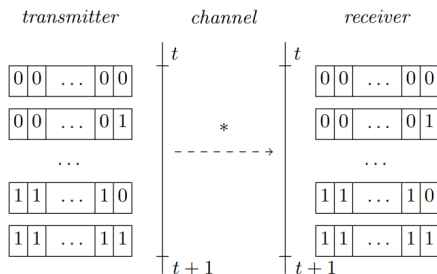 transmitter channel receiver
t t
0 0 ... 0 0 0 0 ... 0 0
0 0 ... 0 1 * 0 0 ... 0 1
... ...
1 1 ... 1 0 1 1 ... 1 0
1 1 ... 1 1 1 1 ... 1 1
t + 1 t + 1